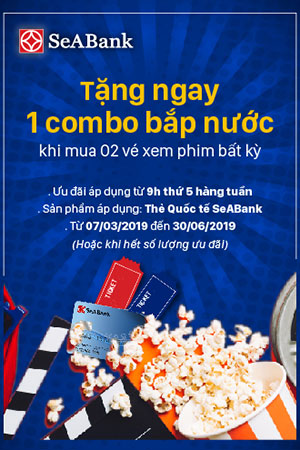 SeABank
Tặng ngay
1 combo bắp nước
khi mua 02 vé xem phim bất kỳ
. Ưu đãi áp dụng từ 9h thứ 5 hàng tuần
. Sản phẩm áp dụng: Thẻ Quốc tế SeABank
. Từ 07/03/2019 đến 30/06/2019
(Hoặc khi hết số lượng ưu đãi)
TICKET
TICKET
SeABank